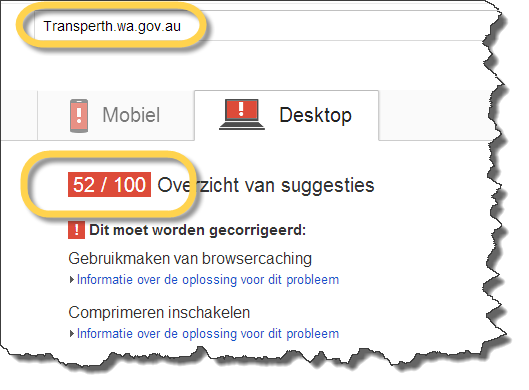 Transperth.wa.gov.au
Mobiel
Desktop
52 / 100 Overzicht van suggesties
! Dit moet worden gecorrigeerd:
Gebruikmaken van browsercaching
Informatie over de oplossing voor dit probleem
Comprimeren inschakelen
Informatie over de oplossing voor dit probleem